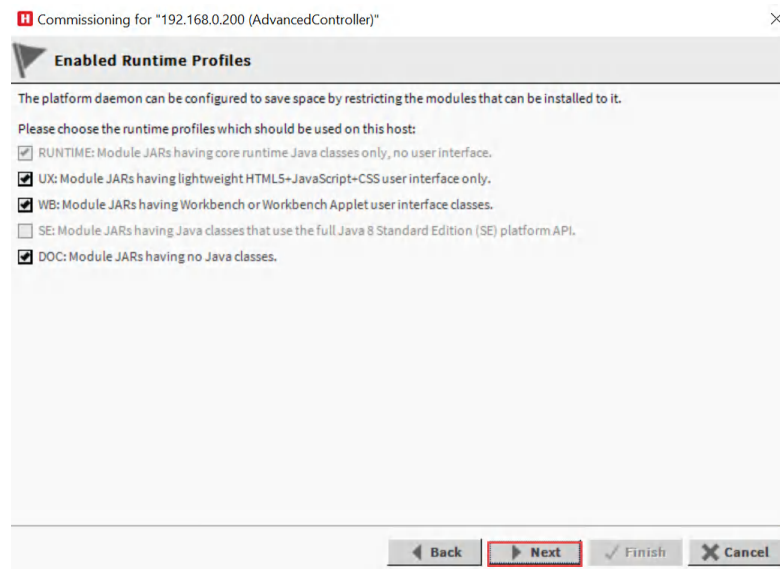 H Commissioning for "192.168.0.200 (AdvancedController)"
Enabled Runtime Profiles
The platform daemon can be configured to save space by restricting the modules that can be installed to it.
Please choose the runtime profiles which should be used on this host:
RUNTIME: Module JARs having core runtime Java classes only, no user interface.
UX: Module JARs having lightweight HTML5+JavaScript+CSS user interface only.
WB: Module JARs having Workbench or Workbench Applet user interface classes.
SE: Module JARs having Java classes that use the full Java 8 Standard Edition (SE) platform API.
DOC: Module JARs having no Java classes.
Back Next Finish Cancel